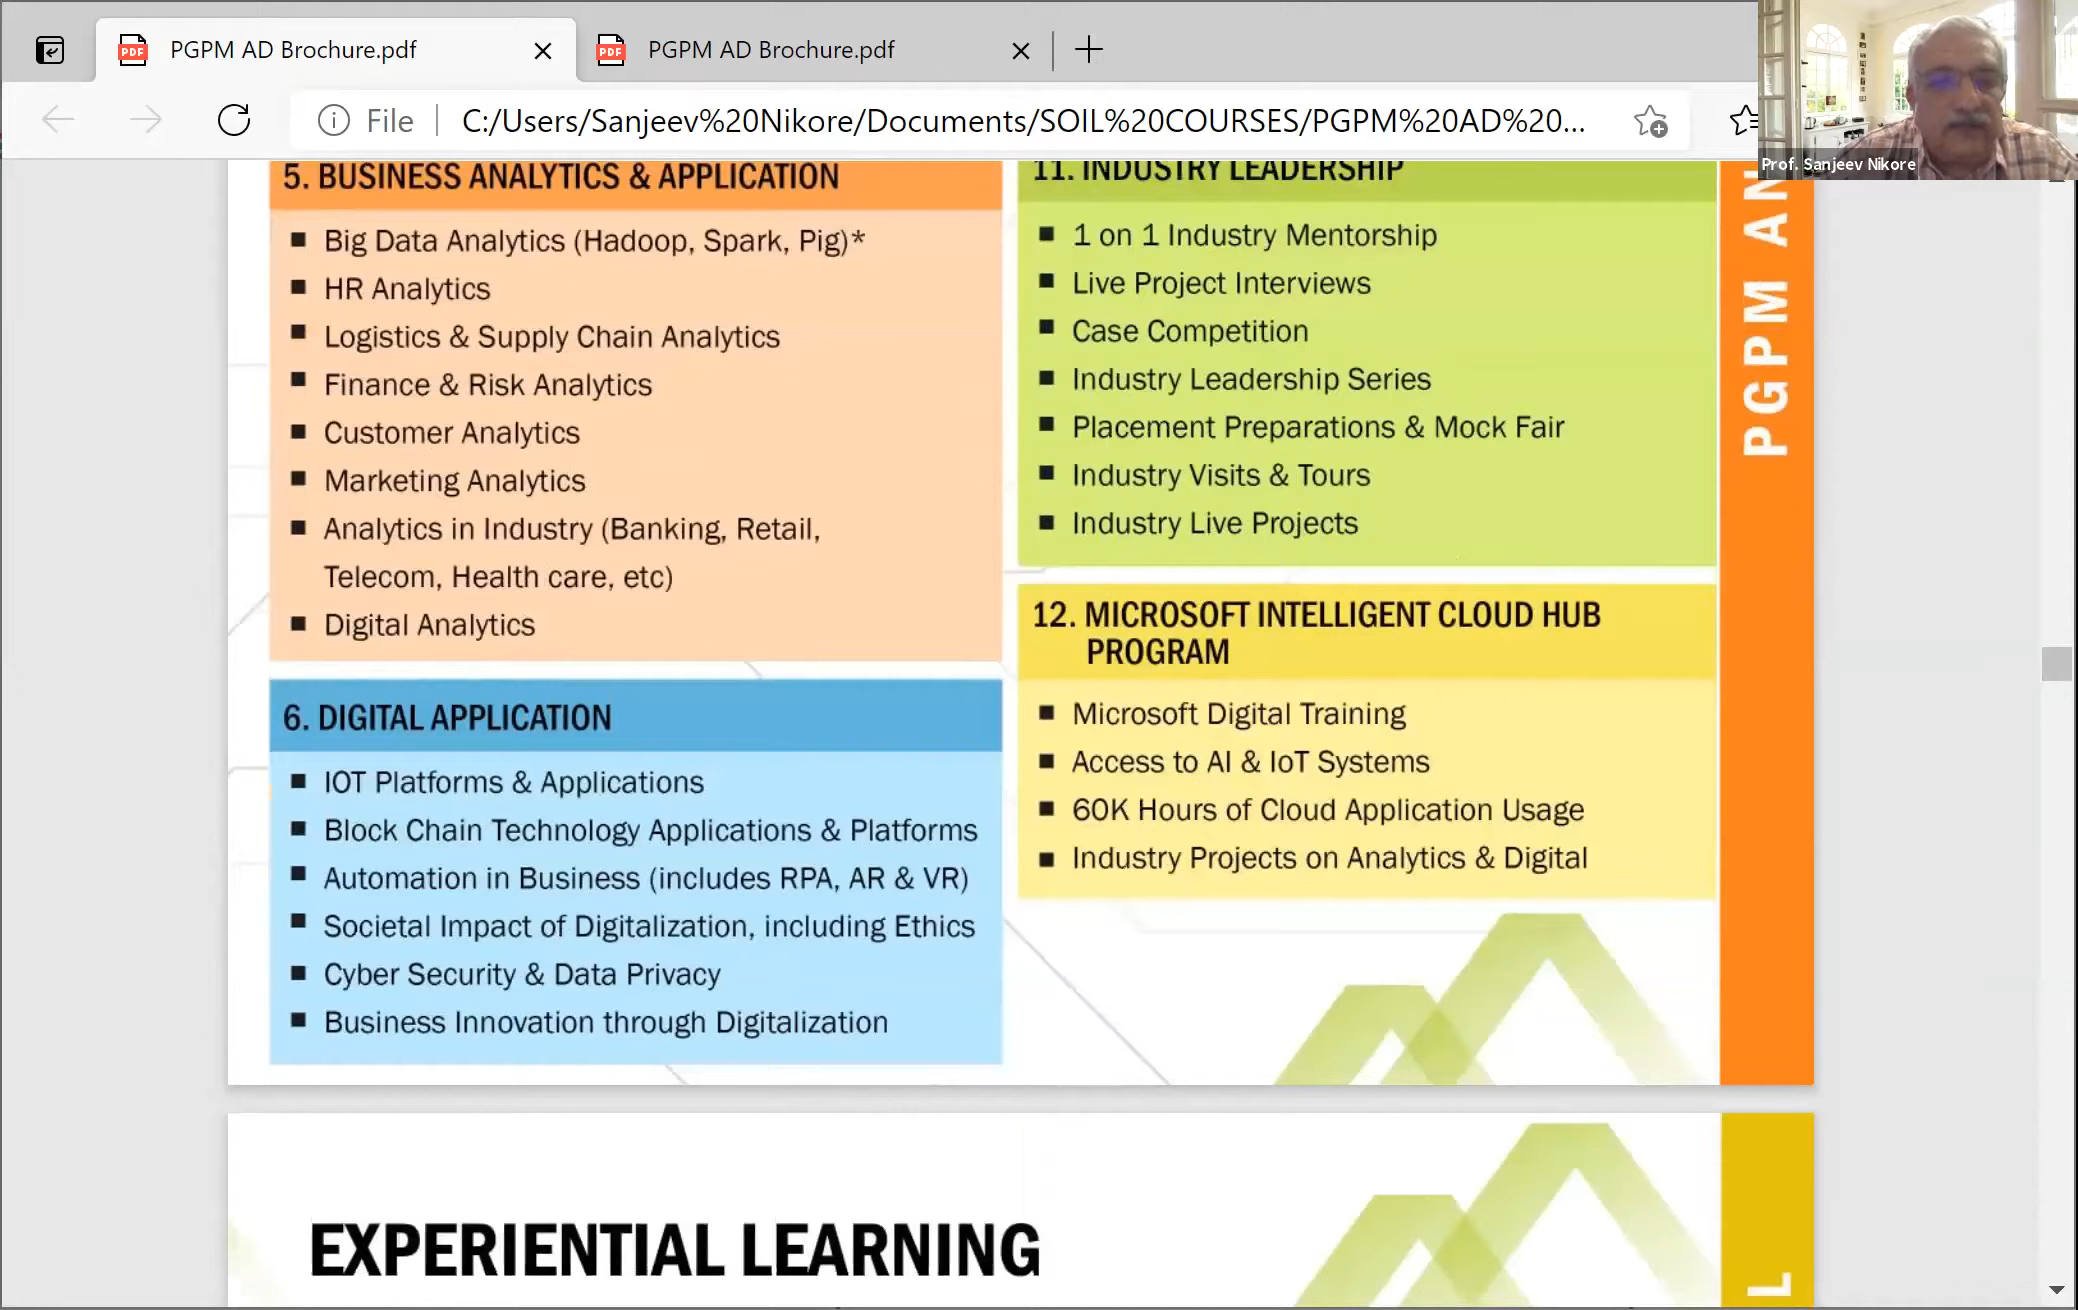 PGPM AD Brochure.pdf
PGPM AD Brochure.pdf
File
C:/Users/Sanjeev%20Nikore/Documents/SOIL%20COURSES/PGPM%20AD%20...
Prof. Sanjeev Nikore
5. BUSINESS ANALYTICS & APPLICATION
■ Big Data Analytics (Hadoop, Spark, Pig)*
■ HR Analytics
■ Logistics & Supply Chain Analytics
■ Finance & Risk Analytics
■ Customer Analytics
■ Marketing Analytics
■ Analytics in Industry (Banking, Retail,
Telecom, Health care, etc)
■ Digital Analytics
6. DIGITAL APPLICATION
■ IOT Platforms & Applications
■ Block Chain Technology Applications & Platforms
■ Automation in Business (includes RPA, AR & VR)
■ Societal Impact of Digitalization, including Ethics
■ Cyber Security & Data Privacy
■ Business Innovation through Digitalization
11. INDUSTRY LEADERSHIP
■ 1 on 1 Industry Mentorship
■ Live Project Interviews
■ Case Competition
■ Industry Leadership Series
■ Placement Preparations & Mock Fair
■ Industry Visits & Tours
■ Industry Live Projects
12. MICROSOFT INTELLIGENT CLOUD HUB
PROGRAM
■ Microsoft Digital Training
■ Access to AI & IoT Systems
■ 60K Hours of Cloud Application Usage
■ Industry Projects on Analytics & Digital
PGPM AN
EXPERIENTIAL LEARNING
L